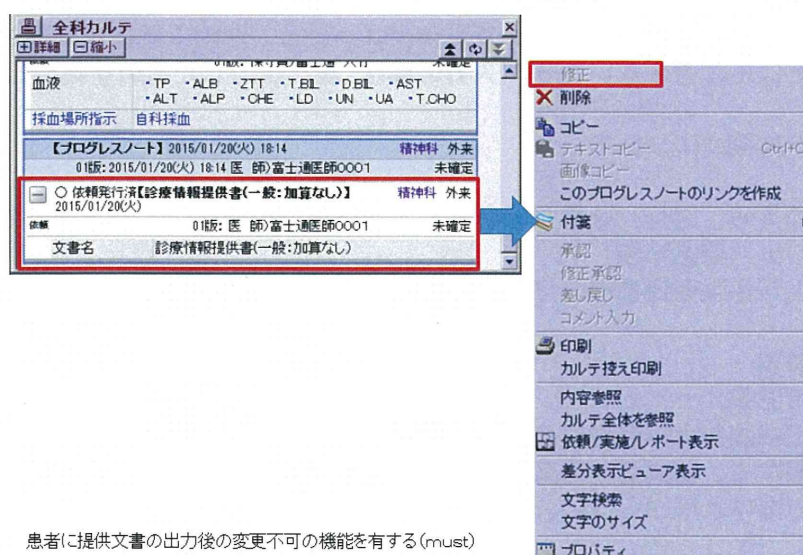 全科カルテ
詳細 縮小
血液 ・TP ・ALB ・ZTT ・T.BIL ・D.BIL ・AST
・ALT ・ALP ・CHE ・LD ・UN ・UA ・T.CHO
採血場所指示 自科採血
【プログレスノート】 2015/01/20(火) 18:14 精神科 外来
01版: 2015/01/20(火) 18:14 医 師)富士通医師0001 未確定
○ 依頼発行済【診療情報提供書(一般:加算なし)】 精神科 外来
2015/01/20(火)
依頼 01版: 医 師)富士通医師0001 未確定
文書名 診療情報提供書(一般:加算なし)
修正
削除
コピー
テキストコピー Ctrl+C
画像コピー
このプログレスノートのリンクを作成
付箋
承認
修正承認
差し戻し
コメント入力
印刷
カルテ控え印刷
内容参照
カルテ全体を参照
依頼/実施/レポート表示
差分表示ビューア表示
文字検索
文字のサイズ
プロパティ
患者に提供文書の出力後の変更不可の機能を有する(must)